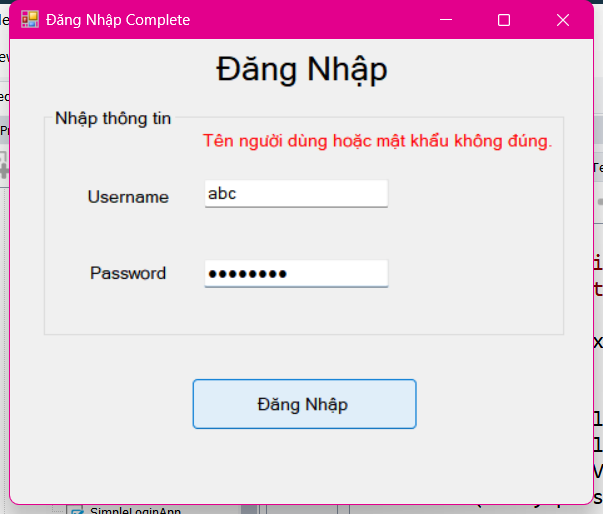 Đăng Nhập Complete
Đăng Nhập
Nhập thông tin
Tên người dùng hoặc mật khẩu không đúng.
Username
abc
Password
●●●●●●●●
Đăng Nhập
SimpleLoginApp